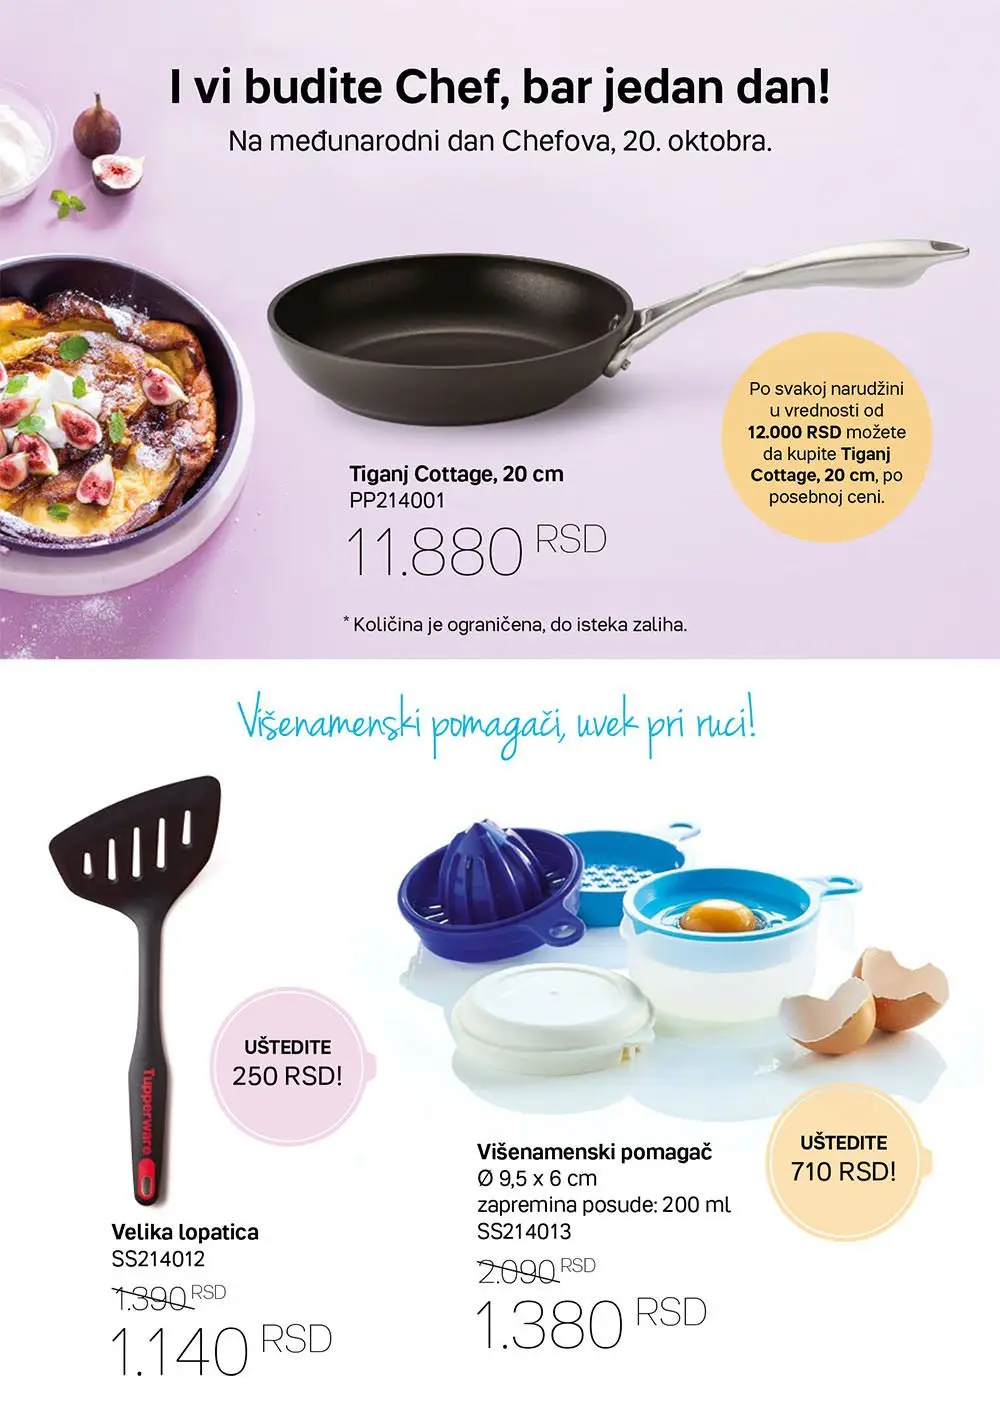 I vi budite Chef, bar jedan dan!
Na međunarodni dan Chefova, 20. oktobra.
Po svakoj narudžini
u vrednosti od
12.000 RSD možete
da kupite Tiganj
Cottage, 20 cm, po
posebnoj ceni.
Tiganj Cottage, 20 cm
PP214001
11.880 RSD
* Količina je ograničena, do isteka zaliha.
Višenamenski pomagači, uvek pri ruci!
Tupperware
UŠTEDITE
250 RSD!
Velika lopatica
SS214012
1.390 RSD
1.140 RSD
UŠTEDITE
710 RSD!
Višenamenski pomagač
Ø 9,5 x 6 cm
zapremina posude: 200 ml
SS214013
2.090 RSD
1.380 RSD